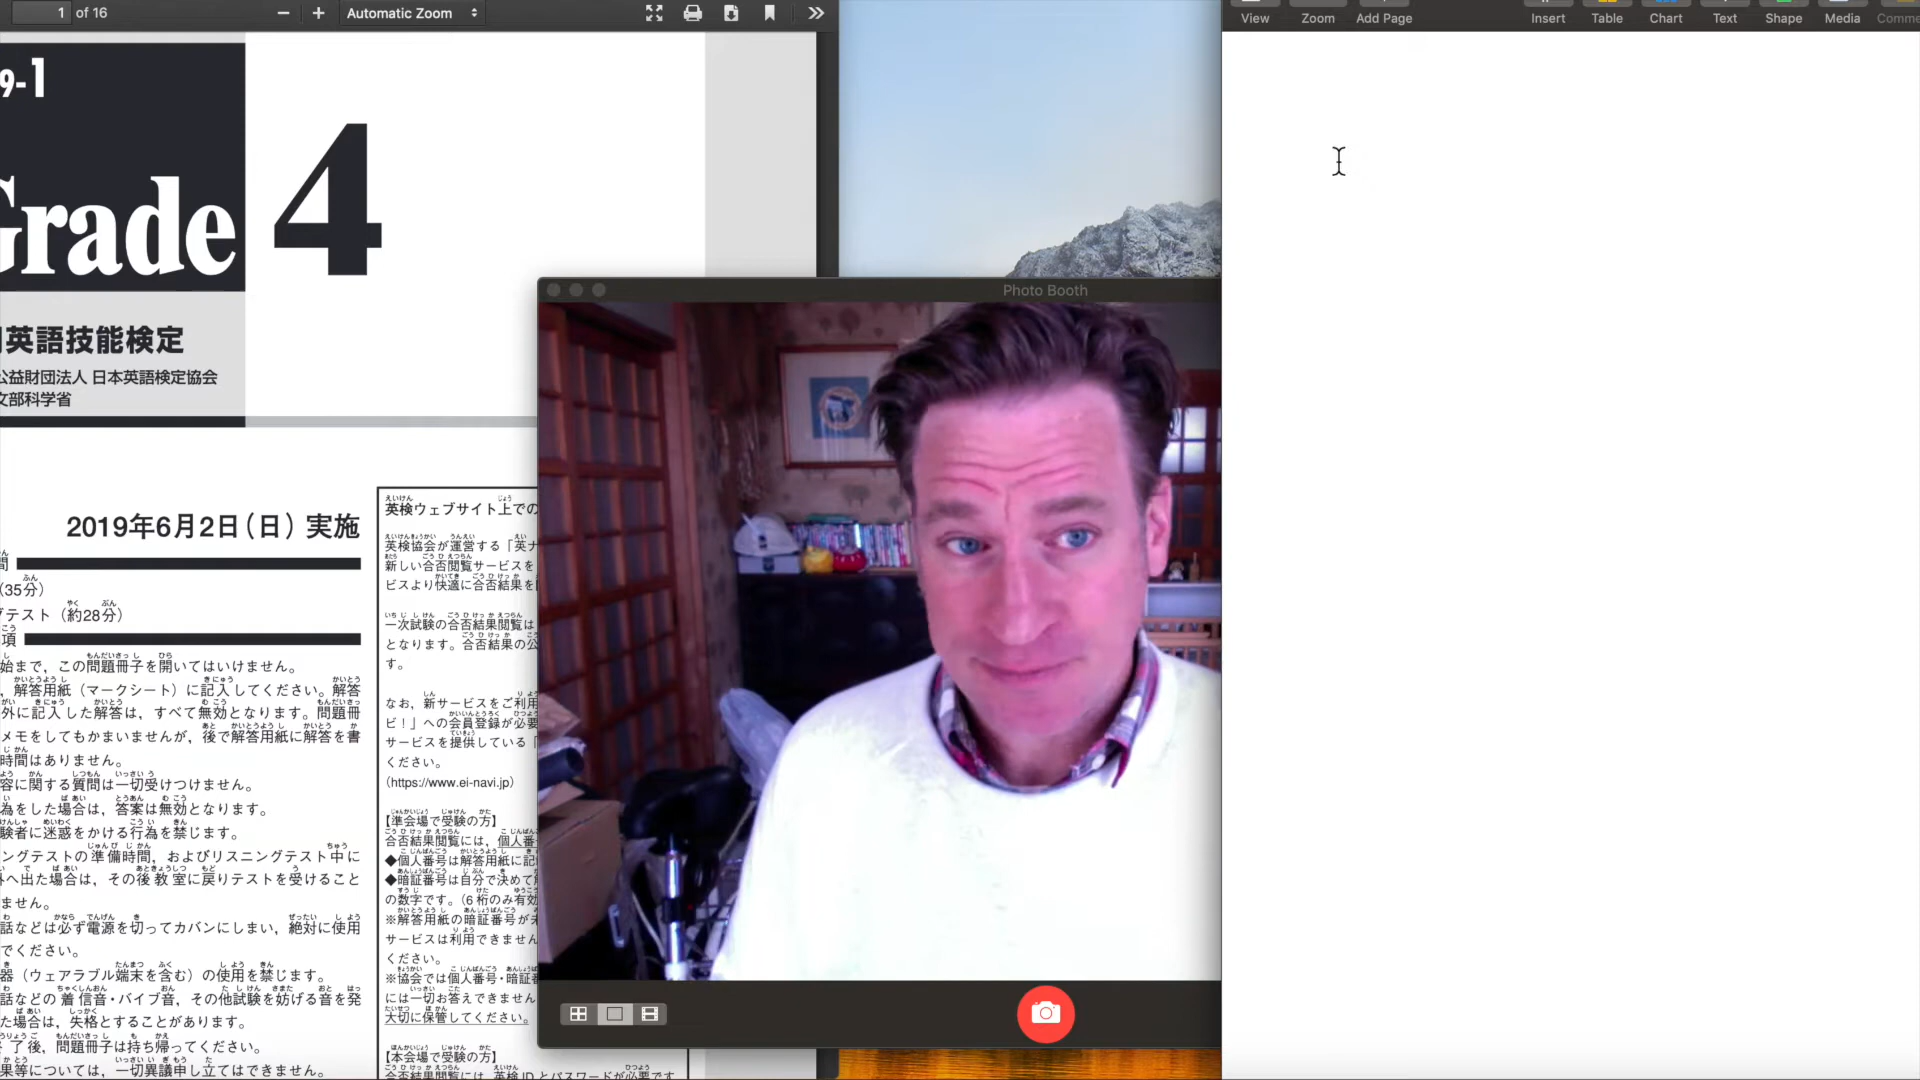 1 of 16
Automatic Zoom
View Zoom Add Page Insert Table Chart Text Shape Media
9-1
Grade 4
英語技能検定
公益財団法人 日本英語検定協会
文部科学省
2019年6月2日(日)実施
(35分)
テスト(約28分)
項
始まで,この問題冊子を開いてはいけません。
,解答用紙(マークシート)に記入してください。解答
外に記入した解答は,すべて無効となります。問題冊
メモをしてもかまいませんが,後で解答用紙に解答を書
時間はありません。
容に関する質問は一切受けつけません。
為をした場合は,答案は無効となります。
験者に迷惑をかける行為を禁じます。
ングテストの準備時間,およびリスニングテスト中に
へ出た場合は,その後教室に戻りテストを受けること
ません。
話などは必ず電源を切ってカバンにしまい,絶対に使用
でください。
器(ウェアラブル端末を含む)の使用を禁じます。
話などの着信音・バイブ音,その他試験を妨げる音を発
た場合は,失格とすることがあります。
了後,問題冊子は持ち帰ってください。
果等については,一切異議申し立てはできません。
英検ウェブサイト上での
英検協会が運営する「英ナ
新しい合否閲覧サービスを
ビスより快適に合否結果を
一次試験の合否結果閲覧は
となります。合否結果の公
す。
なお,新サービスをご利用
ビ!」への会員登録が必要
サービスを提供している「
ください。
(https://www.ei-navi.jp)
【準会場で受験の方】
合否結果閲覧には,個人番
◆個人番号は解答用紙に記
◆暗証番号は自分で決めて
の数字です。(6桁のみ有効
※解答用紙の暗証番号が未
サービスは利用できません
ください。
※協会では個人番号・暗証番
には一切お答えできません
大切に保管してください。
【本会場で受験の方】
合否結果閲覧には,英検IDとパスワードが必要です
Photo Booth